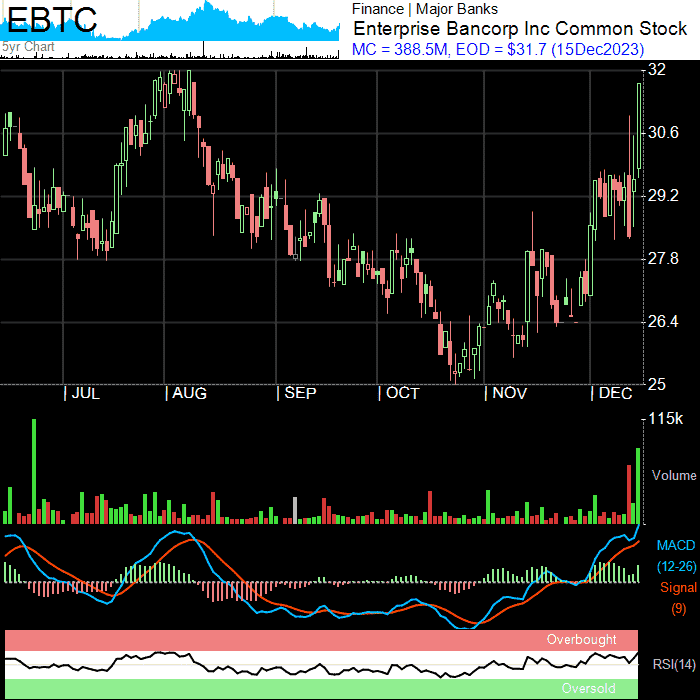 EBTC
5yr Chart
Finance | Major Banks
Enterprise Bancorp Inc Common Stock
MC = 388.5M, EOD = $31.7 (15Dec2023)
32
30.6
29.2
27.8
26.4
25
| JUL | AUG | SEP | OCT | NOV | DEC
115k
Volume
MACD
(12-26)
Signal
(9)
Overbought
RSI(14)
Oversold